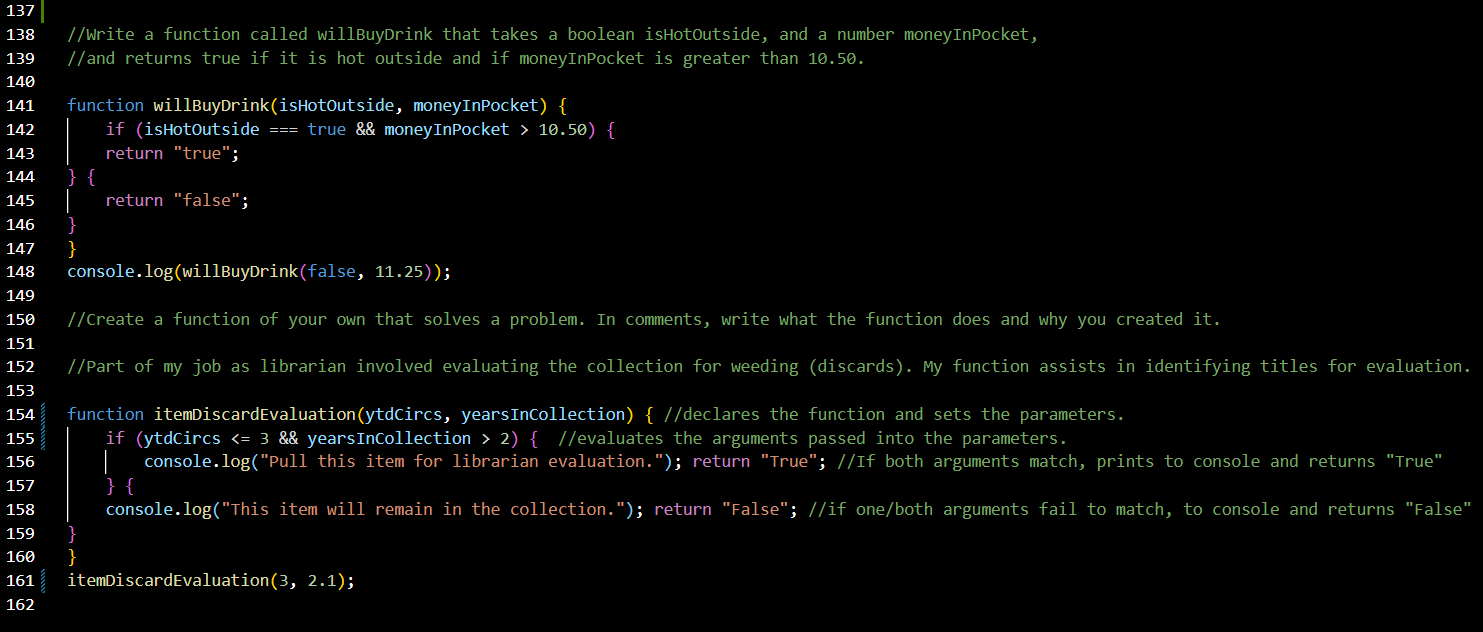 137
138 //Write a function called willBuyDrink that takes a boolean isHotOutside, and a number moneyInPocket,
139 //and returns true if it is hot outside and if moneyInPocket is greater than 10.50.
140
141 function willBuyDrink(isHotOutside, moneyInPocket) {
142     if (isHotOutside === true && moneyInPocket > 10.50) {
143     return "true";
144 } {
145     return "false";
146 }
147 }
148 console.log(willBuyDrink(false, 11.25));
149
150 //Create a function of your own that solves a problem. In comments, write what the function does and why you created it.
151
152 //Part of my job as librarian involved evaluating the collection for weeding (discards). My function assists in identifying titles for evaluation.
153
154 function itemDiscardEvaluation(ytdCircs, yearsInCollection) { //declares the function and sets the parameters.
155     if (ytdCircs <= 3 && yearsInCollection > 2) {  //evaluates the arguments passed into the parameters.
156         console.log("Pull this item for librarian evaluation."); return "True"; //If both arguments match, prints to console and returns "True"
157     } {
158     console.log("This item will remain in the collection."); return "False"; //if one/both arguments fail to match, to console and returns "False"
159 }
160 }
161 itemDiscardEvaluation(3, 2.1);
162